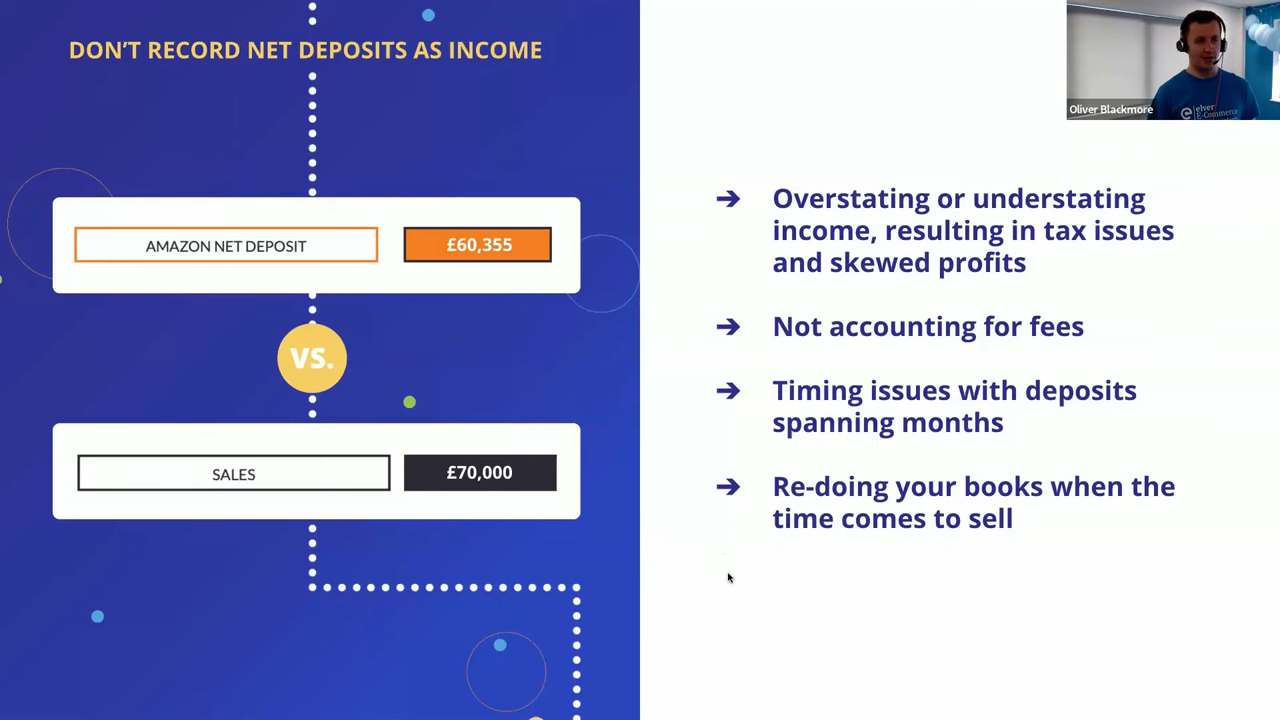 DON'T RECORD NET DEPOSITS AS INCOME
AMAZON NET DEPOSIT
£60,355
VS.
SALES
£70,000
➔ Overstating or understating
income, resulting in tax issues
and skewed profits
➔ Not accounting for fees
➔ Timing issues with deposits
spanning months
➔ Re-doing your books when the
time comes to sell
Oliver Blackmore
elver
E-Commerce